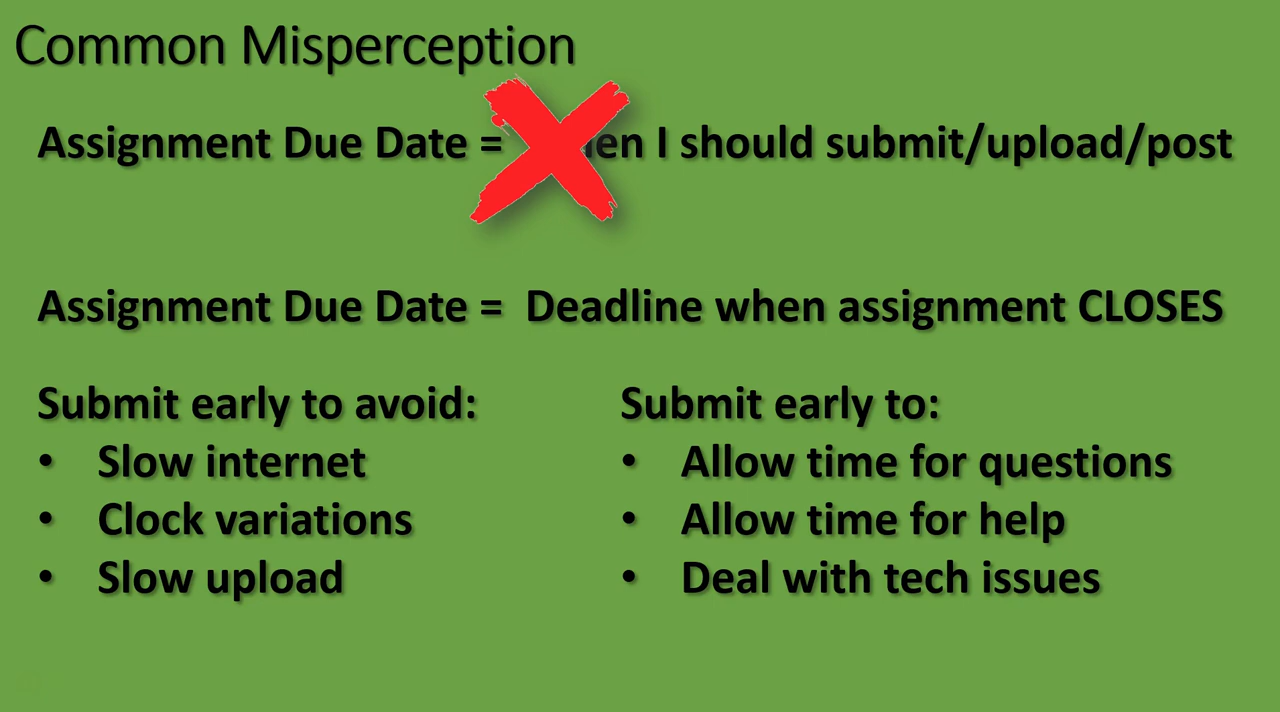 Common Misperception
Assignment Due Date = I should submit/upload/post
Assignment Due Date = Deadline when assignment CLOSES
Submit early to avoid:
• Slow internet
• Clock variations
• Slow upload
Submit early to:
• Allow time for questions
• Allow time for help
• Deal with tech issues